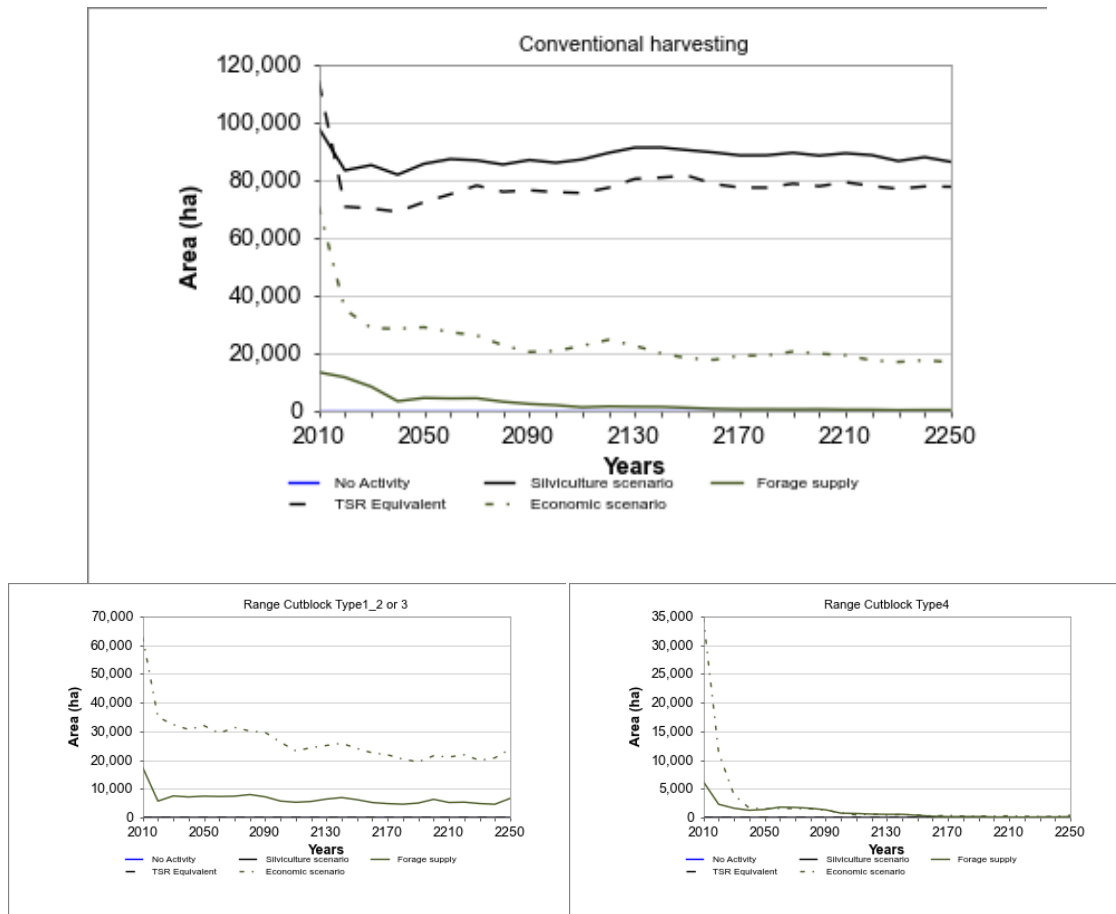 Conventional harvesting
120,000
100,000
80,000
60,000
40,000
20,000
0
Area (ha)
2010 2050 2090 2130 2170 2210 2250
Years
No Activity Silviculture scenario Forage supply
TSR Equivalent Economic scenario
Range Cutblock Type1_2 or 3
70,000
60,000
50,000
40,000
30,000
20,000
10,000
0
Area (ha)
2010 2050 2090 2130 2170 2210 2250
Years
No Activity Silviculture scenario Forage supply
TSR Equivalent Economic scenario
Range Cutblock Type4
35,000
30,000
25,000
20,000
15,000
10,000
5,000
0
Area (ha)
2010 2050 2090 2130 2170 2210 2250
Years
No Activity Silviculture scenario Forage supply
TSR Equivalent Economic scenario